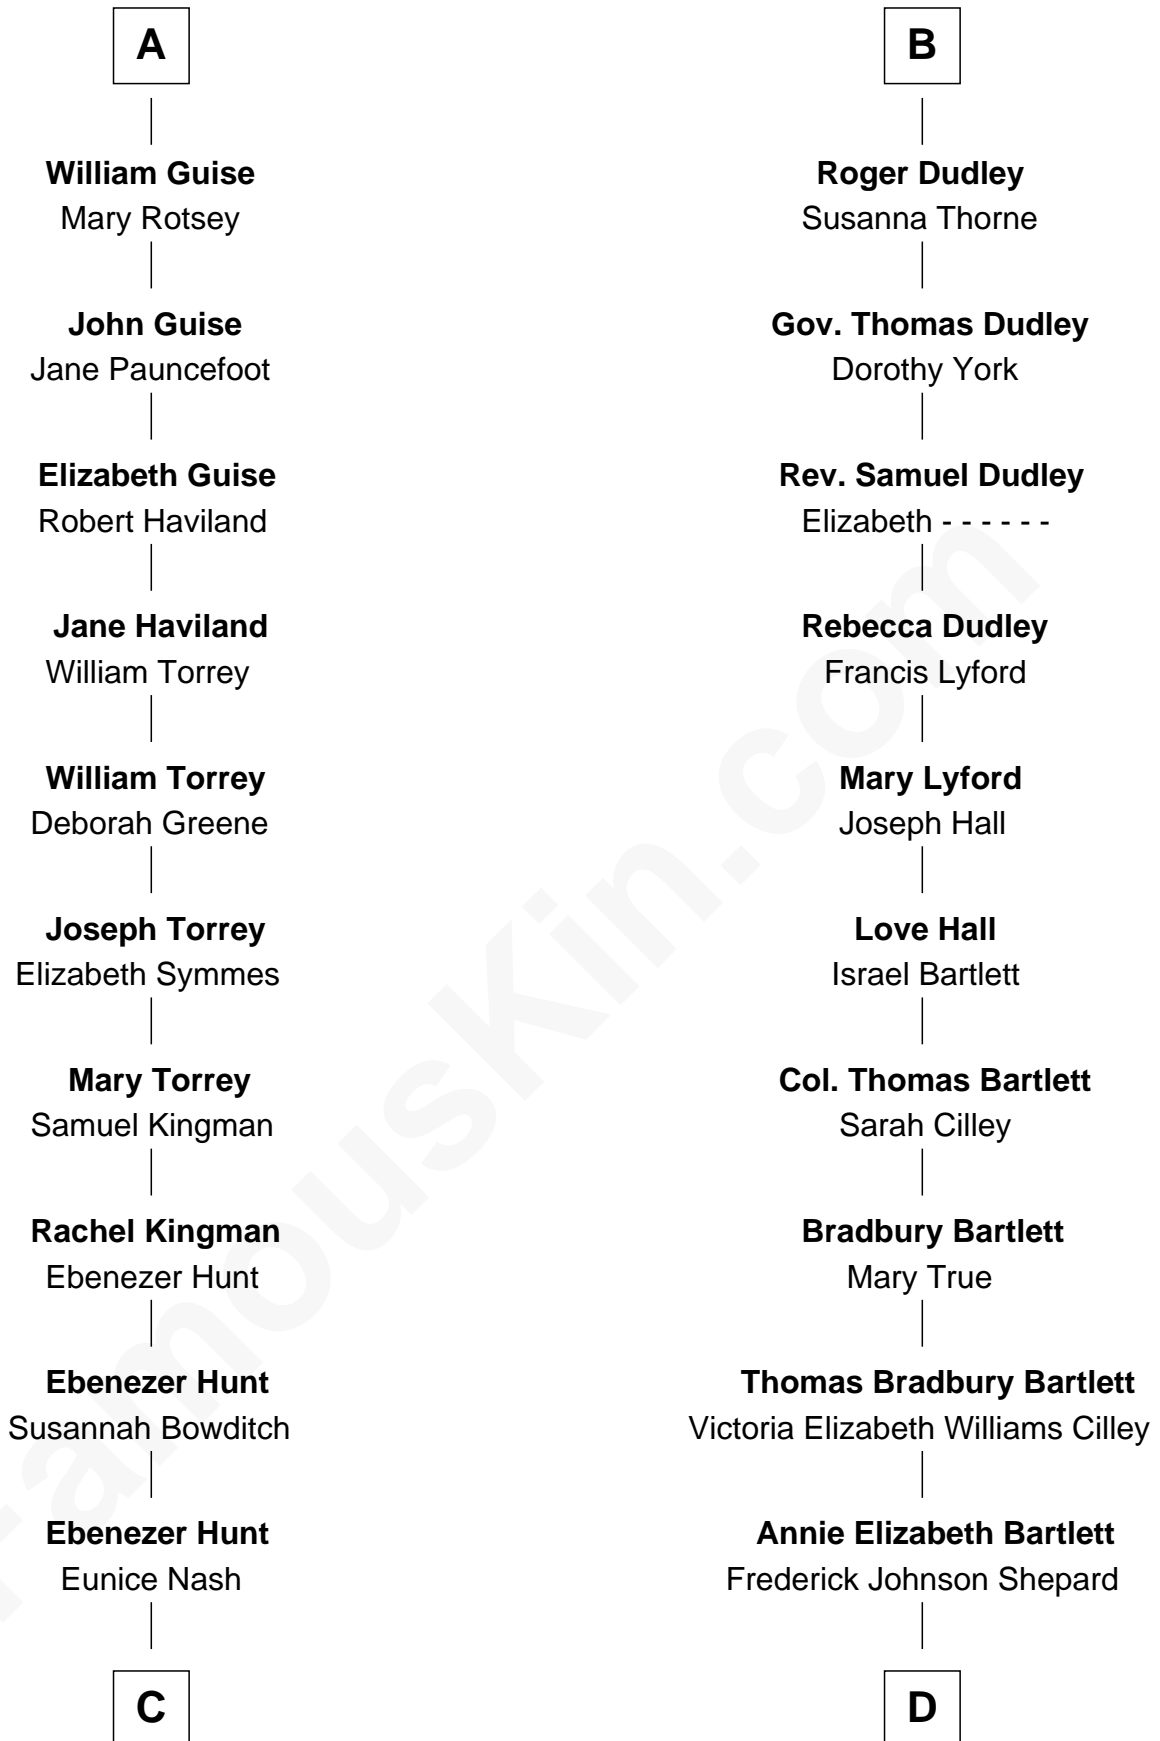 A
William Guise
Mary Rotsey
John Guise
Jane Pauncefoot
Elizabeth Guise
Robert Haviland
Jane Haviland
William Torrey
William Torrey
Deborah Greene
Joseph Torrey
Elizabeth Symmes
Mary Torrey
Samuel Kingman
Rachel Kingman
Ebenezer Hunt
Ebenezer Hunt
Susannah Bowditch
Ebenezer Hunt
Eunice Nash
C
B
Roger Dudley
Susanna Thorne
Gov. Thomas Dudley
Dorothy York
Rev. Samuel Dudley
Elizabeth - - - - - -
Rebecca Dudley
Francis Lyford
Mary Lyford
Joseph Hall
Love Hall
Israel Bartlett
Col. Thomas Bartlett
Sarah Cilley
Bradbury Bartlett
Mary True
Thomas Bradbury Bartlett
Victoria Elizabeth Williams Cilley
Annie Elizabeth Bartlett
Frederick Johnson Shepard
D
FamousKin.com